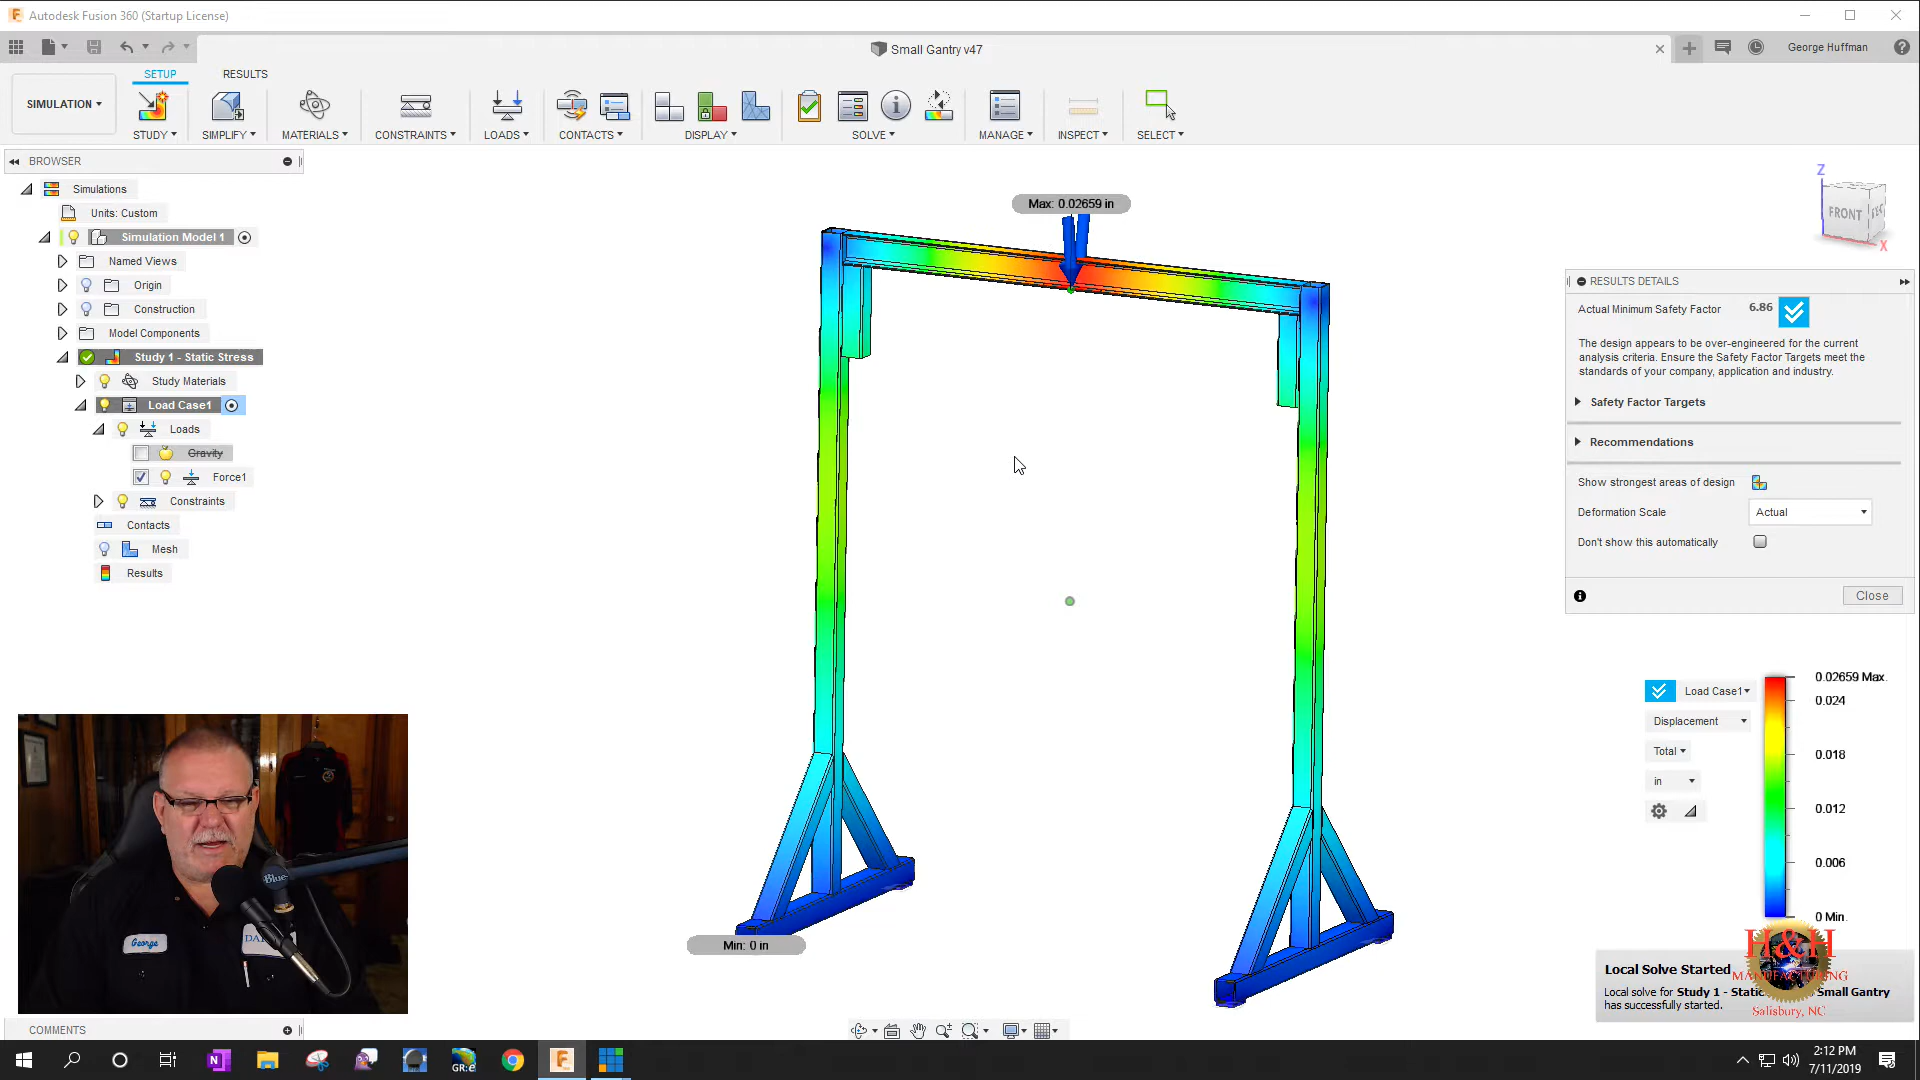 Autodesk Fusion 360 (Startup License)
Small Gantry v47
George Huffman
SETUP
RESULTS
SIMULATION
STUDY
SIMPLIFY
MATERIALS
CONSTRAINTS
LOADS
CONTACTS
DISPLAY
SOLVE
MANAGE
INSPECT
SELECT
BROWSER
Simulations
Units: Custom
Simulation Model 1
Named Views
Origin
Construction
Model Components
Study 1 - Static Stress
Study Materials
Load Case1
Loads
Gravity
Force1
Constraints
Contacts
Mesh
Results
Max: 0.02659 in
Min: 0 in
Z
FRONT
X
RESULTS DETAILS
Actual Minimum Safety Factor 6.86
The design appears to be over-engineered for the current
analysis criteria. Ensure the Safety Factor Targets meet the
standards of your company, application and industry.
Safety Factor Targets
Recommendations
Show strongest areas of design
Deformation Scale Actual
Don't show this automatically
Close
Load Case1
Displacement
Total
in
0.02659 Max.
0.024
0.018
0.012
0.006
0 Min.
Local Solve Started
Local solve for Study 1 - Static Small Gantry
has successfully started.
H&H
MANUFACTURING
Salisbury, NC
Blue
George
COMMENTS
N
GR:e
F
2:12 PM
7/11/2019